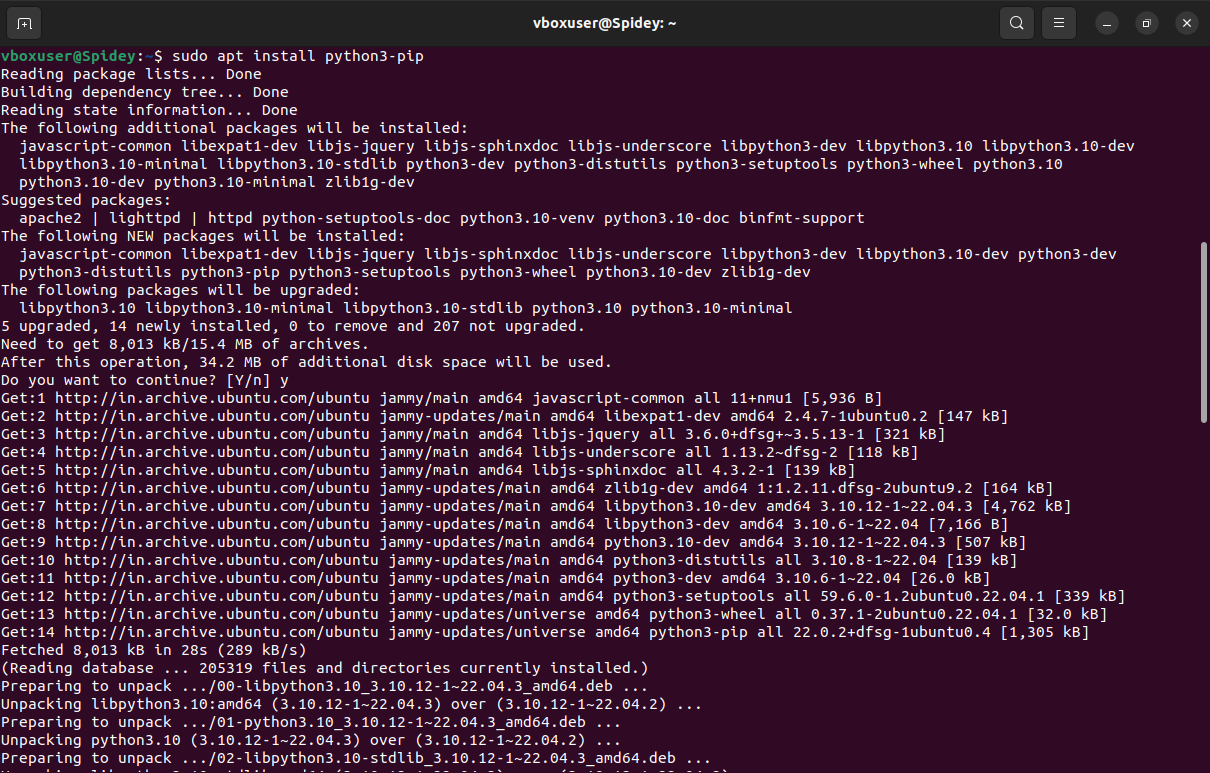 vboxuser@Spidey: ~
vboxuser@Spidey:~$ sudo apt install python3-pip
Reading package lists... Done
Building dependency tree... Done
Reading state information... Done
The following additional packages will be installed:
  javascript-common libexpat1-dev libjs-jquery libjs-sphinxdoc libjs-underscore libpython3-dev libpython3.10 libpython3.10-dev
  libpython3.10-minimal libpython3.10-stdlib python3-dev python3-distutils python3-setuptools python3-wheel python3.10
  python3.10-dev python3.10-minimal zlib1g-dev
Suggested packages:
  apache2 | lighttpd | httpd python-setuptools-doc python3.10-venv python3.10-doc binfmt-support
The following NEW packages will be installed:
  javascript-common libexpat1-dev libjs-jquery libjs-sphinxdoc libjs-underscore libpython3-dev libpython3.10-dev python3-dev
  python3-distutils python3-pip python3-setuptools python3-wheel python3.10-dev zlib1g-dev
The following packages will be upgraded:
  libpython3.10 libpython3.10-minimal libpython3.10-stdlib python3.10 python3.10-minimal
5 upgraded, 14 newly installed, 0 to remove and 207 not upgraded.
Need to get 8,013 kB/15.4 MB of archives.
After this operation, 34.2 MB of additional disk space will be used.
Do you want to continue? [Y/n] y
Get:1 http://in.archive.ubuntu.com/ubuntu jammy/main amd64 javascript-common all 11+nmu1 [5,936 B]
Get:2 http://in.archive.ubuntu.com/ubuntu jammy-updates/main amd64 libexpat1-dev amd64 2.4.7-1ubuntu0.2 [147 kB]
Get:3 http://in.archive.ubuntu.com/ubuntu jammy/main amd64 libjs-jquery all 3.6.0+dfsg+~3.5.13-1 [321 kB]
Get:4 http://in.archive.ubuntu.com/ubuntu jammy/main amd64 libjs-underscore all 1.13.2~dfsg-2 [118 kB]
Get:5 http://in.archive.ubuntu.com/ubuntu jammy/main amd64 libjs-sphinxdoc all 4.3.2-1 [139 kB]
Get:6 http://in.archive.ubuntu.com/ubuntu jammy-updates/main amd64 zlib1g-dev amd64 1:1.2.11.dfsg-2ubuntu9.2 [164 kB]
Get:7 http://in.archive.ubuntu.com/ubuntu jammy-updates/main amd64 libpython3.10-dev amd64 3.10.12-1~22.04.3 [4,762 kB]
Get:8 http://in.archive.ubuntu.com/ubuntu jammy-updates/main amd64 libpython3-dev amd64 3.10.6-1~22.04 [7,166 B]
Get:9 http://in.archive.ubuntu.com/ubuntu jammy-updates/main amd64 python3.10-dev amd64 3.10.12-1~22.04.3 [507 kB]
Get:10 http://in.archive.ubuntu.com/ubuntu jammy-updates/main amd64 python3-distutils all 3.10.8-1~22.04 [139 kB]
Get:11 http://in.archive.ubuntu.com/ubuntu jammy-updates/main amd64 python3-dev amd64 3.10.6-1~22.04 [26.0 kB]
Get:12 http://in.archive.ubuntu.com/ubuntu jammy-updates/main amd64 python3-setuptools all 59.6.0-1.2ubuntu0.22.04.1 [339 kB]
Get:13 http://in.archive.ubuntu.com/ubuntu jammy-updates/universe amd64 python3-wheel all 0.37.1-2ubuntu0.22.04.1 [32.0 kB]
Get:14 http://in.archive.ubuntu.com/ubuntu jammy-updates/universe amd64 python3-pip all 22.0.2+dfsg-1ubuntu0.4 [1,305 kB]
Fetched 8,013 kB in 28s (289 kB/s)
(Reading database ... 205319 files and directories currently installed.)
Preparing to unpack .../00-libpython3.10_3.10.12-1~22.04.3_amd64.deb ...
Unpacking libpython3.10:amd64 (3.10.12-1~22.04.3) over (3.10.12-1~22.04.2) ...
Preparing to unpack .../01-python3.10_3.10.12-1~22.04.3_amd64.deb ...
Unpacking python3.10 (3.10.12-1~22.04.3) over (3.10.12-1~22.04.2) ...
Preparing to unpack .../02-libpython3.10-stdlib_3.10.12-1~22.04.3_amd64.deb ...